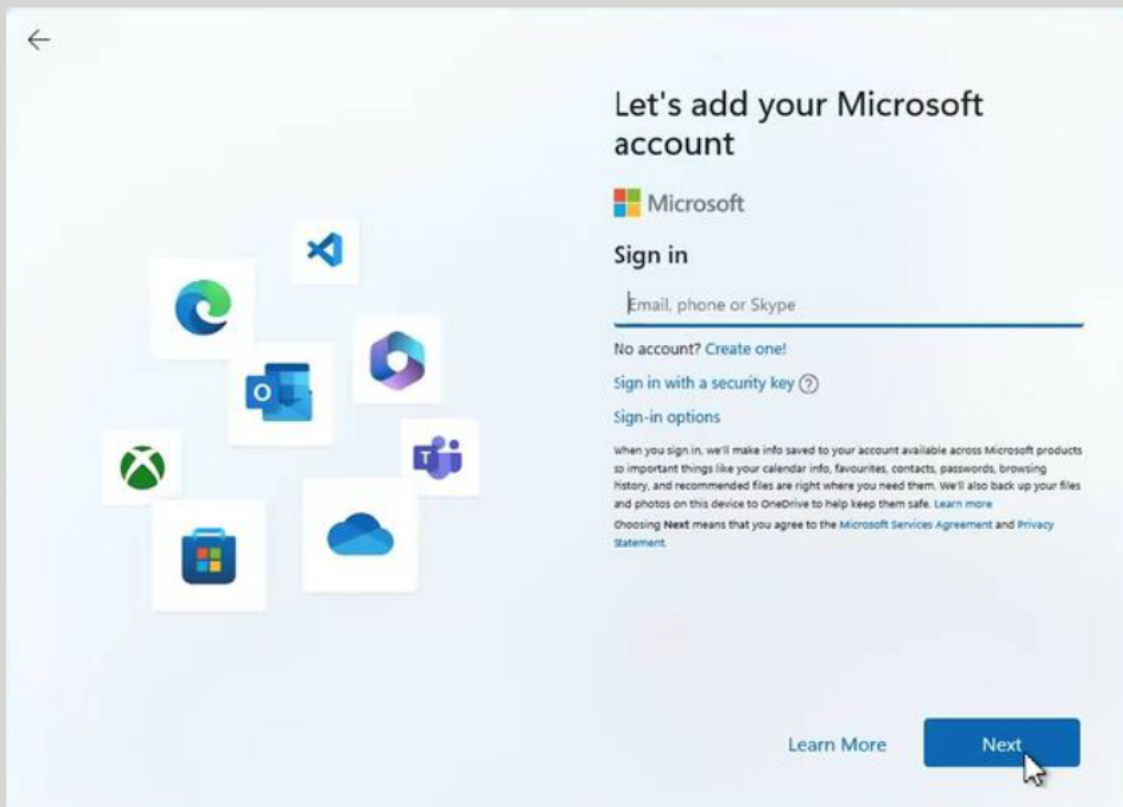 Let's add your Microsoft
account
Microsoft
Sign in
Email, phone or Skype
No account? Create one!
Sign in with a security key
Sign-in options
When you sign in, we'll make info saved to your account available across Microsoft products
so important things like your calendar info, favourites, contacts, passwords, browsing
history, and recommended files are right where you need them. We'll also back up your files
and photos on this device to OneDrive to help keep them safe. Learn more
Choosing Next means that you agree to the Microsoft Services Agreement and Privacy
Statement.
Learn More
Next